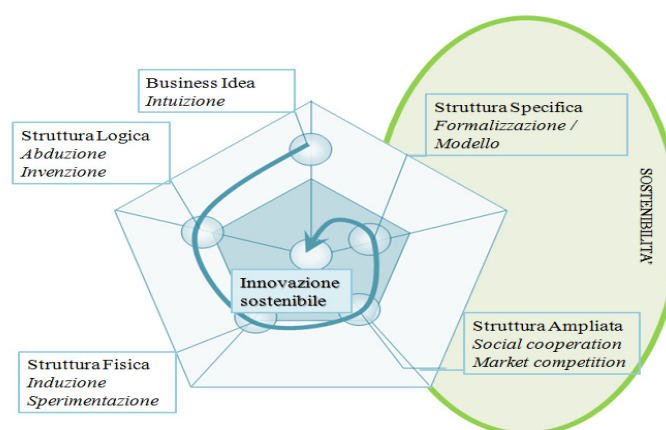 Business Idea
Intuizione
Struttura Logica
Abduzione
Invenzione
Struttura Specifica
Formalizzazione /
Modello
SOSTENIBILITA'
Innovazione
sostenibile
Struttura Fisica
Induzione
Sperimentazione
Struttura Ampliata
Social cooperation
Market competition